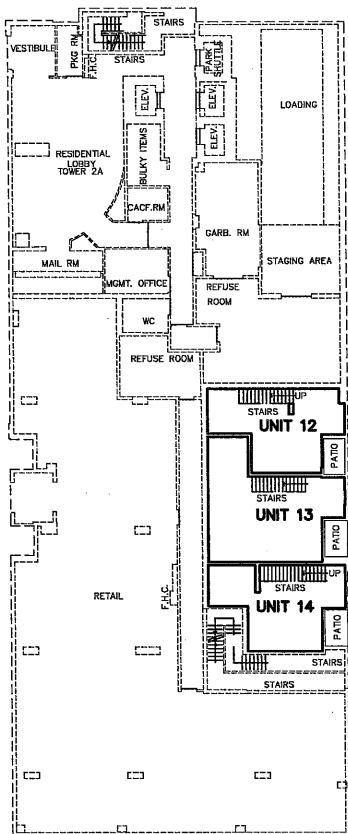 STAIRS
VESTIBULE
PKG RM
F.H.C.
STAIRS
PARK
SHUTTLE
ELEV.
ELEV.
ELEV.
LOADING
BULKY ITEMS
RESIDENTIAL
LOBBY
TOWER 2A
CACF.RM
GARB. RM
MAIL RM
STAGING AREA
MGMT. OFFICE
REFUSE
ROOM
WC
REFUSE ROOM
UP
STAIRS
UNIT 12
PATIO
STAIRS
UNIT 13
PATIO
UP
STAIRS
RETAIL
F.H.C.
UNIT 14
PATIO
STAIRS
STAIRS